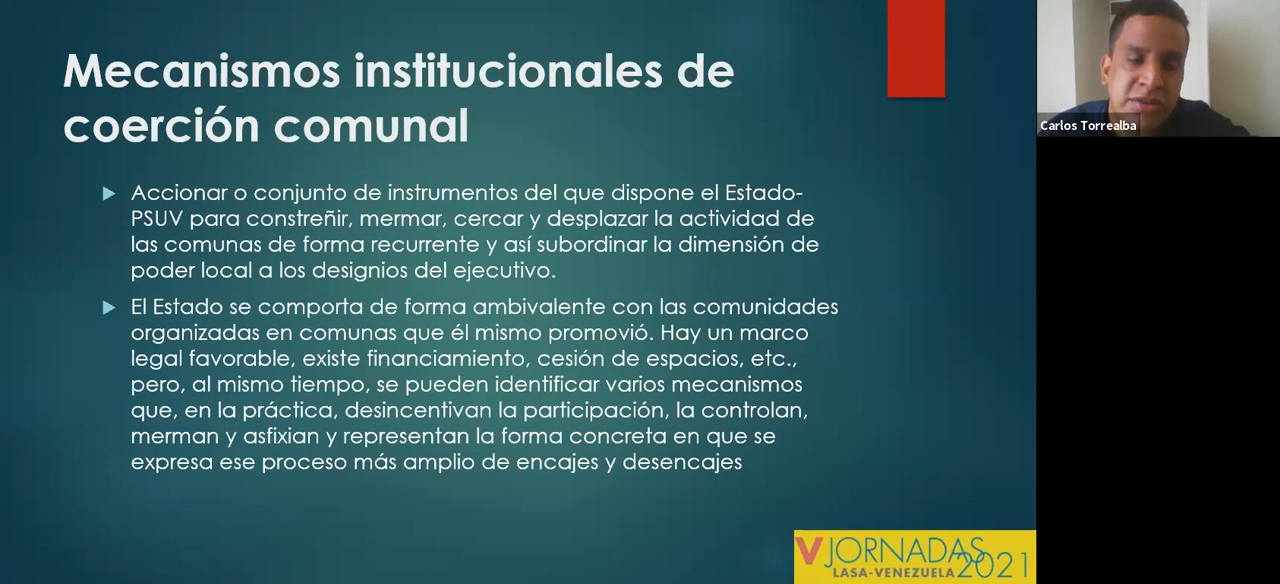 Mecanismos institucionales de
coerción comunal
Accionar o conjunto de instrumentos del que dispone el Estado-
PSUV para constreñir, mermar, cercar y desplazar la actividad de
las comunas de forma recurrente y así subordinar la dimensión de
poder local a los designios del ejecutivo.
El Estado se comporta de forma ambivalente con las comunidades
organizadas en comunas que él mismo promovió. Hay un marco
legal favorable, existe financiamiento, cesión de espacios, etc.,
pero, al mismo tiempo, se pueden identificar varios mecanismos
que, en la práctica, desincentivan la participación, la controlan,
merman y asfixian y representan la forma concreta en que se
expresa ese proceso más amplio de encajes y desencajes
Carlos Torrealba
V JORNADAS
LASA-VENEZUELA 2021